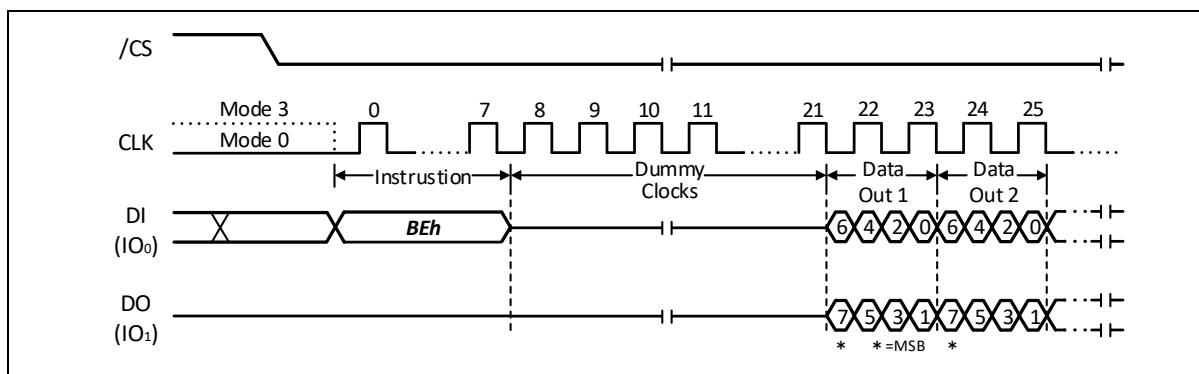 /CS
Mode 3 0 7 8 9 10 11 21 22 23 24 25
CLK Mode 0
Instrustion Dummy Clocks Data Out 1 Data Out 2
DI (IO0) BEh 6 4 2 0 6 4 2 0
DO (IO1) 7 5 3 1 7 5 3 1
* * =MSB *